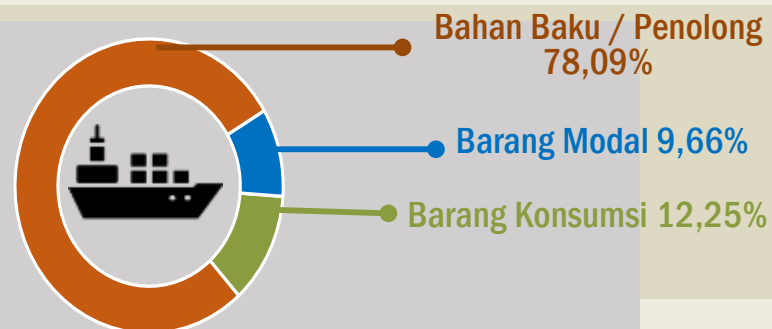 Bahan Baku / Penolong
78,09%
Barang Modal 9,66%
Barang Konsumsi 12,25%